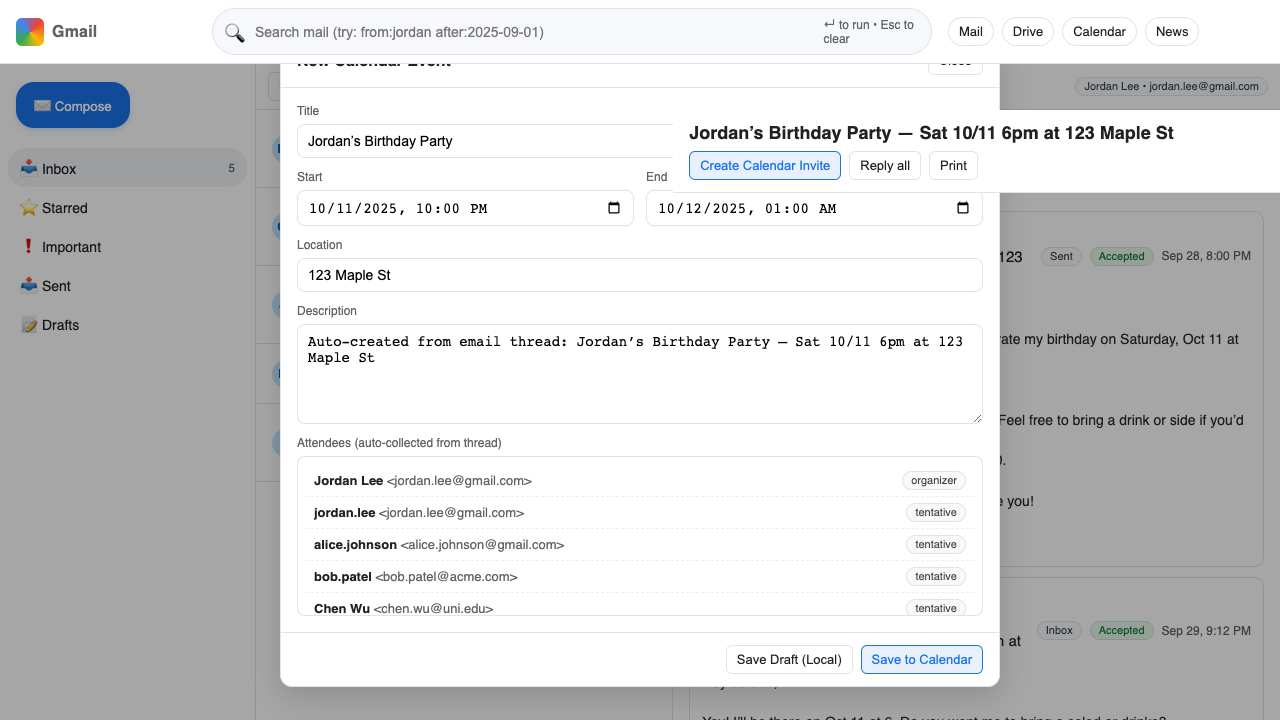 Gmail
Search mail (try: from:jordan after:2025-09-01)
↵ to run • Esc to clear
Mail
Drive
Calendar
News
Compose
Inbox
5
Starred
Important
Sent
Drafts
Jordan Lee • jordan.lee@gmail.com
New Calendar Event
Close
Title
Jordan’s Birthday Party
Start
End
10/11/2025, 10:00 PM
10/12/2025, 01:00 AM
Location
123 Maple St
Description
Auto-created from email thread: Jordan’s Birthday Party — Sat 10/11 6pm at 123
Maple St
Attendees (auto-collected from thread)
Jordan Lee <jordan.lee@gmail.com>
organizer
jordan.lee <jordan.lee@gmail.com>
tentative
alice.johnson <alice.johnson@gmail.com>
tentative
bob.patel <bob.patel@acme.com>
tentative
Chen Wu <chen.wu@uni.edu>
tentative
Save Draft (Local)
Save to Calendar
Jordan’s Birthday Party — Sat 10/11 6pm at 123 Maple St
Create Calendar Invite
Reply all
Print
123
Sent
Accepted
Sep 28, 8:00 PM
my birthday on Saturday, Oct 11 at
Feel free to bring a drink or side if you’d
you!
at
Inbox
Accepted
Sep 29, 9:12 PM